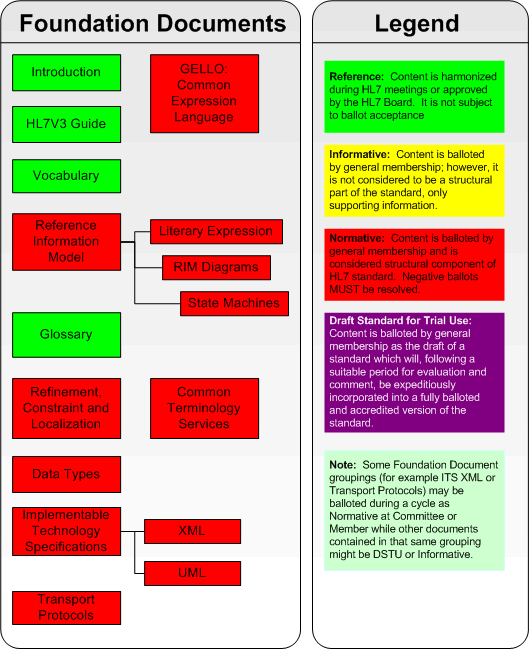 Foundation Documents
Introduction
GELLO:
Common
Expression
Language
HL7V3 Guide
Vocabulary
Reference
Information
Model
Literary Expression
RIM Diagrams
State Machines
Glossary
Refinement,
Constraint and
Localization
Common
Terminology
Services
Data Types
Implementable
Technology
Specifications
XML
UML
Transport
Protocols
Legend
Reference: Content is harmonized
during HL7 meetings or approved
by the HL7 Board. It is not subject
to ballot acceptance
Informative: Content is balloted
by general membership; however, it
is not considered to be a structural
part of the standard, only
supporting information.
Normative: Content is balloted by
general membership and is
considered structural component of
HL7 standard. Negative ballots
MUST be resolved.
Draft Standard for Trial Use:
Content is balloted by general
membership as the draft of a
standard which will, following a
suitable period for evaluation and
comment, be expeditiously
incorporated into a fully balloted
and accredited version of the
standard.
Note: Some Foundation Document
groupings (for example ITS XML or
Transport Protocols) may be
balloted during a cycle as
Normative at Committee or
Member while other documents
contained in that same grouping
might be DSTU or Informative.